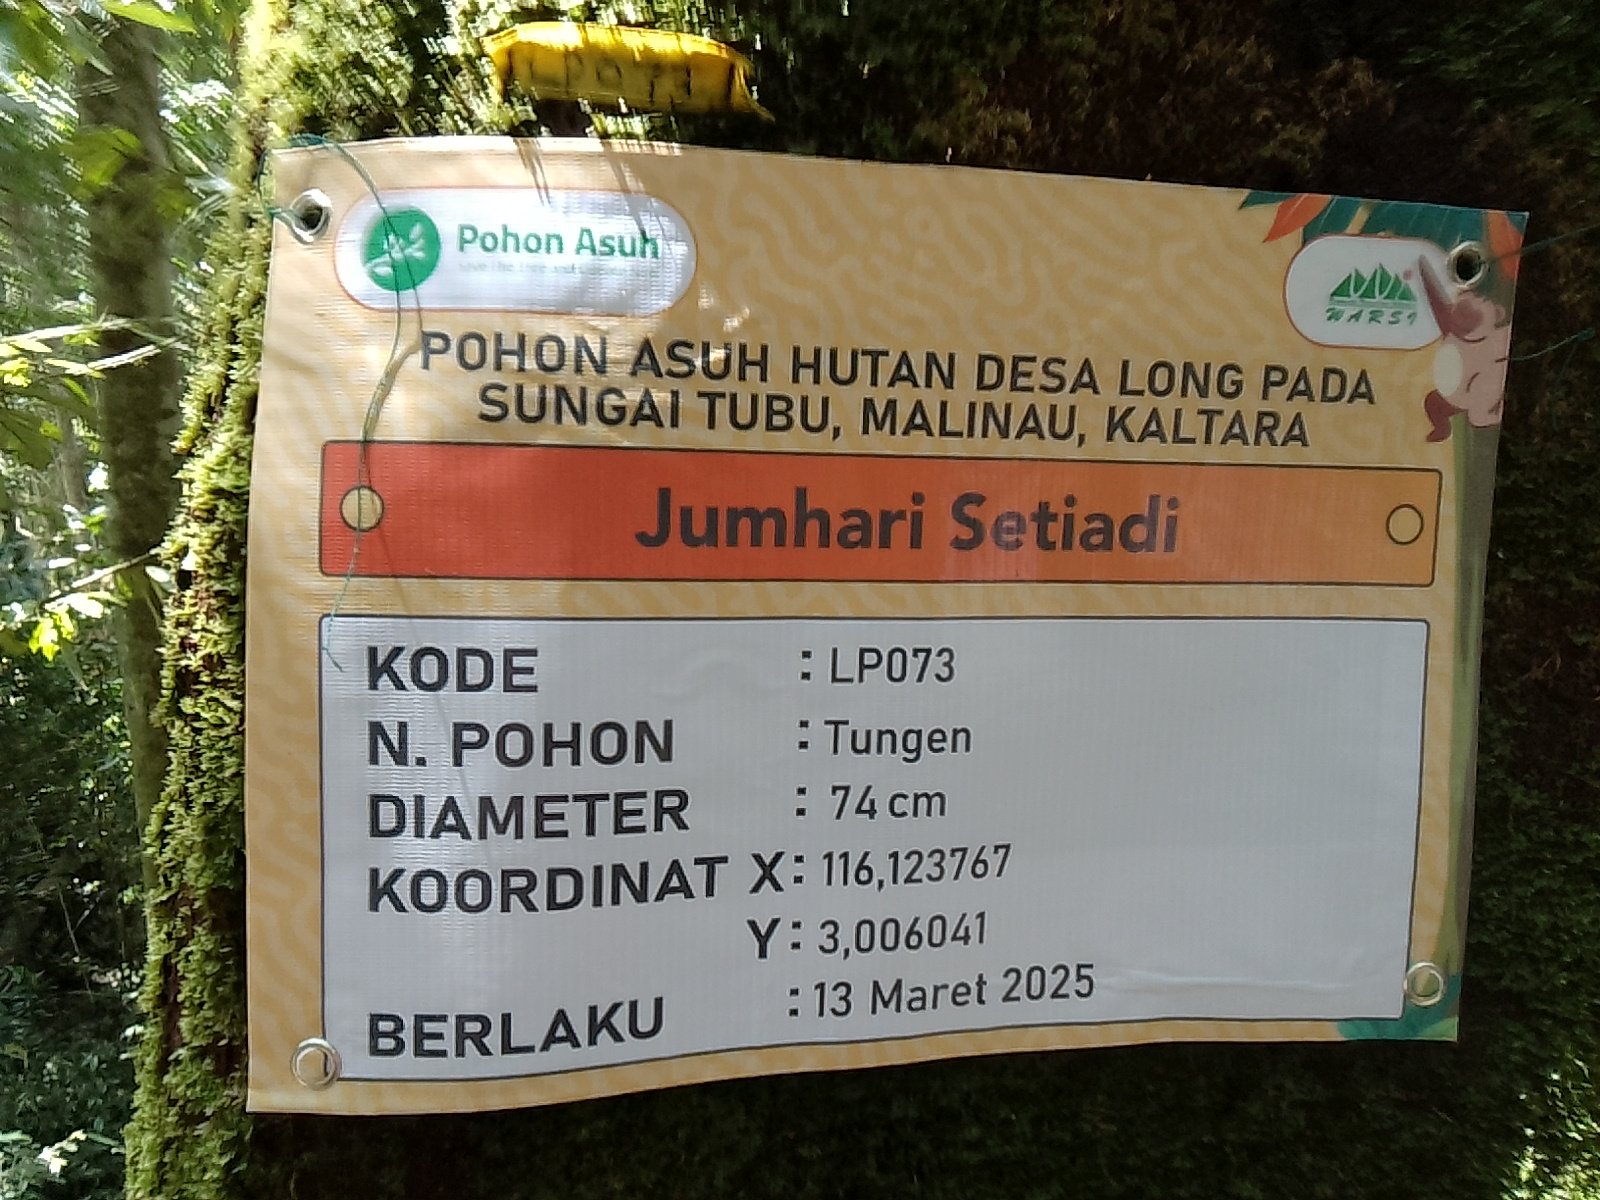 LP073
Pohon Asuh
WARSI
POHON ASUH HUTAN DESA LONG PADA
SUNGAI TUBU, MALINAU, KALTARA
Jumhari Setiadi
KODE : LP073
N. POHON : Tungen
DIAMETER : 74 cm
KOORDINAT X : 116,123767
Y : 3,006041
BERLAKU : 13 Maret 2025